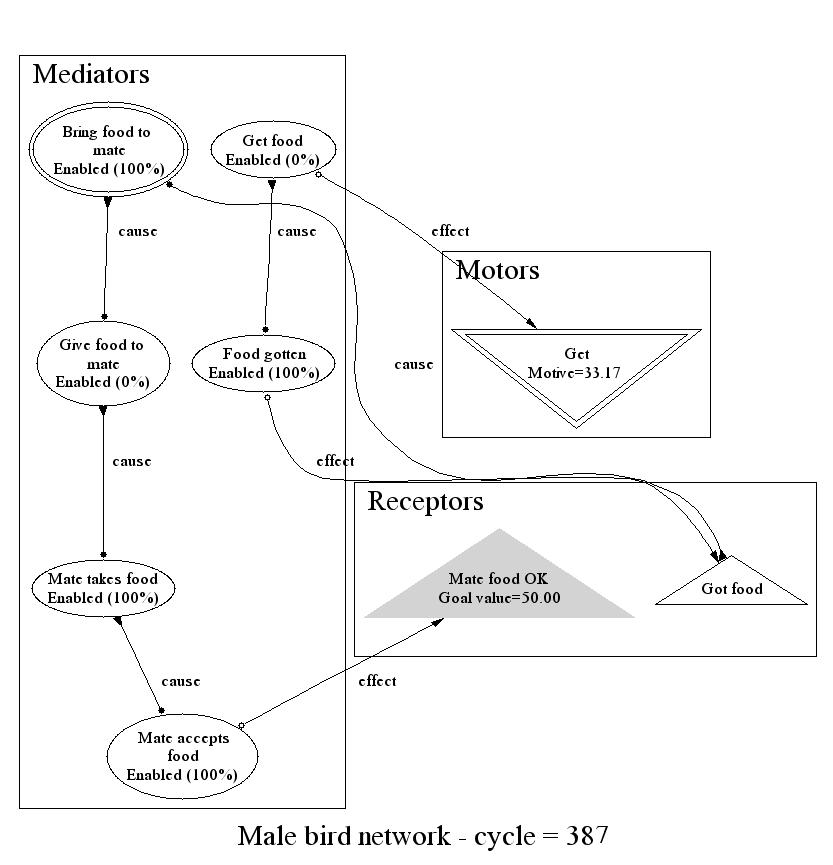 Mediators
Bring food to
mate
Enabled (100%)
Get food
Enabled (0%)
cause
cause
effect
Motors
Get
Motive=33.17
Give food to
mate
Enabled (0%)
Food gotten
Enabled (100%)
cause
cause
effect
Receptors
Mate food OK
Goal value=50.00
Got food
Mate takes food
Enabled (100%)
cause
effect
Mate accepts
food
Enabled (100%)
Male bird network - cycle = 387